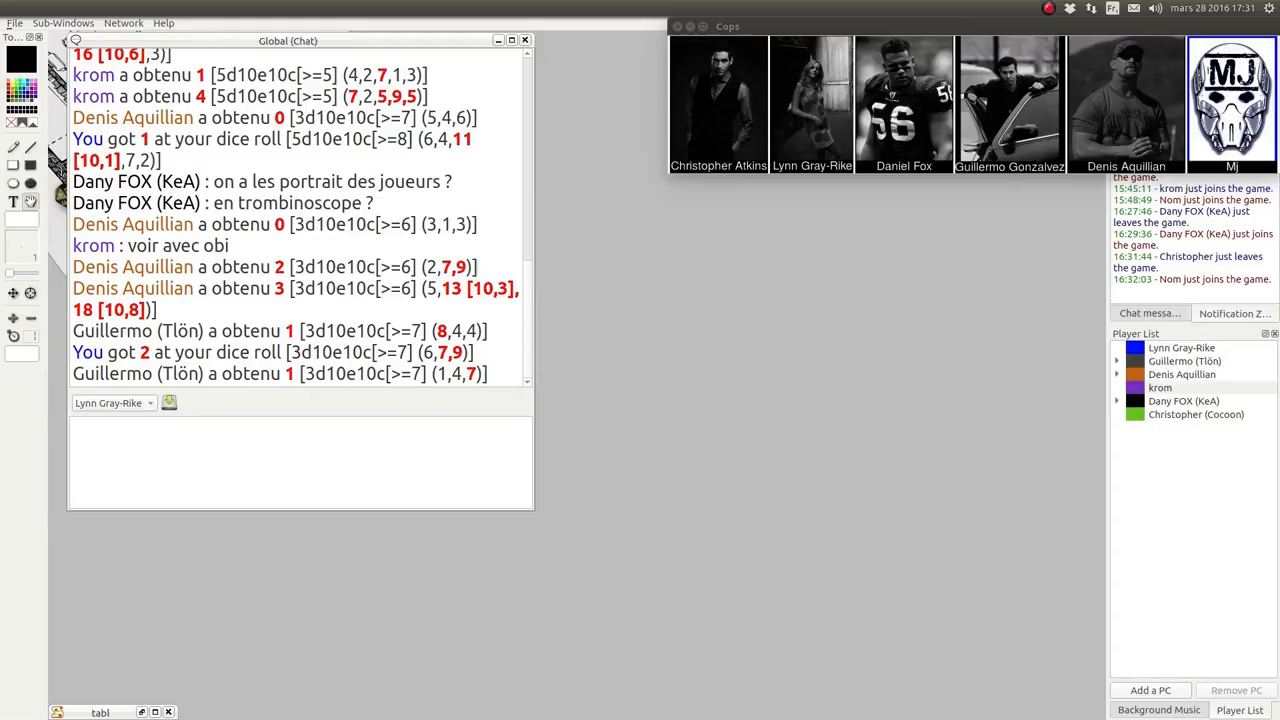 mars 28 2016 17:31
Fr
File Sub-Windows Network Help
To...
Global (Chat)
16 [10,6],3)]
krom a obtenu 1 [5d10e10c[>=5] (4,2,7,1,3)]
krom a obtenu 4 [5d10e10c[>=5] (7,2,5,9,5)]
Denis Aquillian a obtenu 0 [3d10e10c[>=7] (5,4,6)]
You got 1 at your dice roll [5d10e10c[>=8] (6,4,11
[10,1],7,2)]
Dany FOX (KeA) : on a les portrait des joueurs ?
Dany FOX (KeA) : en trombinoscope ?
Denis Aquillian a obtenu 0 [3d10e10c[>=6] (3,1,3)]
krom : voir avec obi
Denis Aquillian a obtenu 2 [3d10e10c[>=6] (2,7,9)]
Denis Aquillian a obtenu 3 [3d10e10c[>=6] (5,13 [10,3],
18 [10,8])]
Guillermo (Tlön) a obtenu 1 [3d10e10c[>=7] (8,4,4)]
You got 2 at your dice roll [3d10e10c[>=7] (6,7,9)]
Guillermo (Tlön) a obtenu 1 [3d10e10c[>=7] (1,4,7)]
Lynn Gray-Rike
T
1
tabl
Cops
56
5
MJ
Christopher Atkins Lynn Gray-Rike Daniel Fox Guillermo Gonzalvez Denis Aquillian Mj
the game.
15:45:11 - krom just joins the game.
15:48:49 - Nom just joins the game.
16:27:46 - Dany FOX (KeA) just
leaves the game.
16:29:36 - Dany FOX (KeA) just joins
the game.
16:31:44 - Christopher just leaves
the game.
16:32:03 - Nom just joins the game.
Chat messa... Notification Z...
Player List
Lynn Gray-Rike
Guillermo (Tlön)
Denis Aquillian
krom
Dany FOX (KeA)
Christopher (Cocoon)
Add a PC Remove PC
Background Music Player List